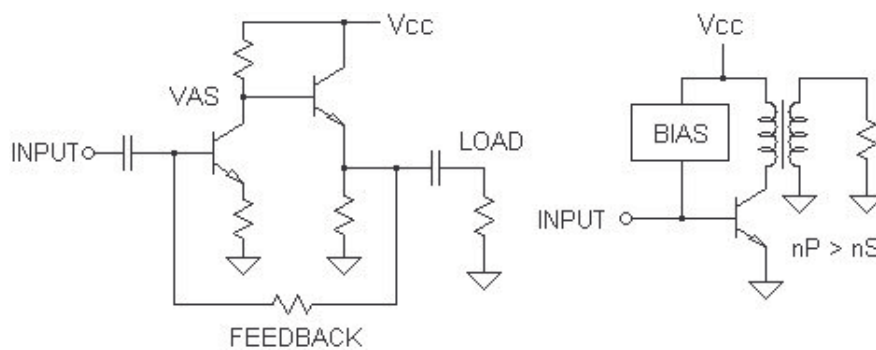 Vcc
VAS
INPUT
LOAD
FEEDBACK
Vcc
BIAS
INPUT
nP > nS